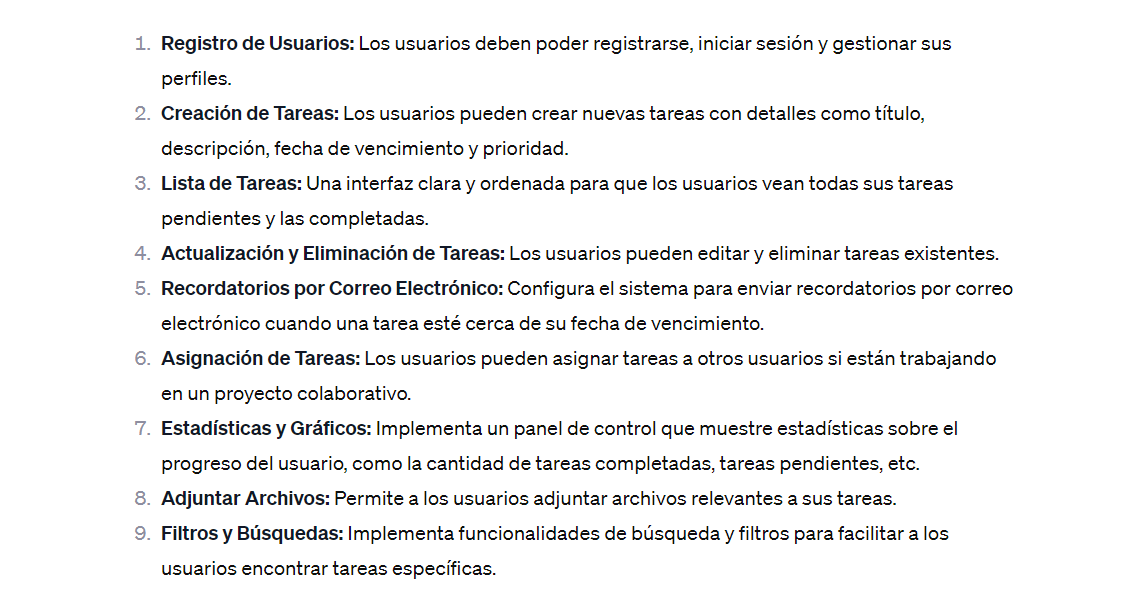 1. Registro de Usuarios: Los usuarios deben poder registrarse, iniciar sesión y gestionar sus
perfiles.
2. Creación de Tareas: Los usuarios pueden crear nuevas tareas con detalles como título,
descripción, fecha de vencimiento y prioridad.
3. Lista de Tareas: Una interfaz clara y ordenada para que los usuarios vean todas sus tareas
pendientes y las completadas.
4. Actualización y Eliminación de Tareas: Los usuarios pueden editar y eliminar tareas existentes.
5. Recordatorios por Correo Electrónico: Configura el sistema para enviar recordatorios por correo
electrónico cuando una tarea esté cerca de su fecha de vencimiento.
6. Asignación de Tareas: Los usuarios pueden asignar tareas a otros usuarios si están trabajando
en un proyecto colaborativo.
7. Estadísticas y Gráficos: Implementa un panel de control que muestre estadísticas sobre el
progreso del usuario, como la cantidad de tareas completadas, tareas pendientes, etc.
8. Adjuntar Archivos: Permite a los usuarios adjuntar archivos relevantes a sus tareas.
9. Filtros y Búsquedas: Implementa funcionalidades de búsqueda y filtros para facilitar a los
usuarios encontrar tareas específicas.